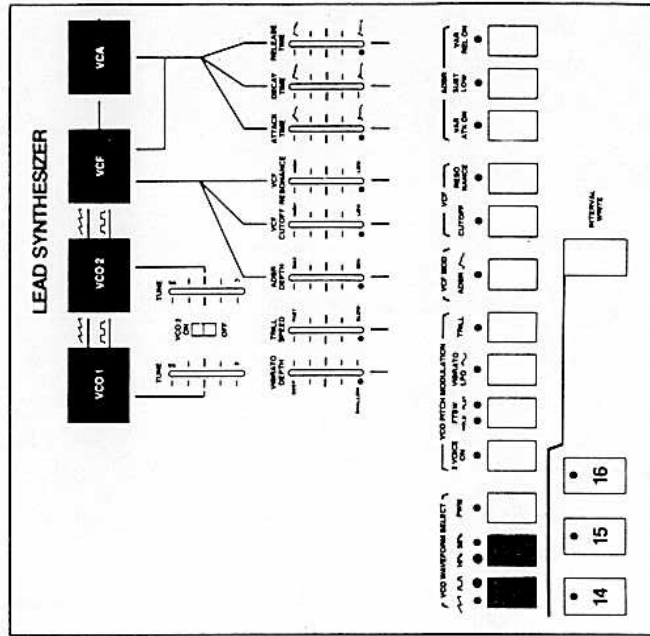 LEAD SYNTHESIZER
VCO 1 VCO 2 VCF VCA
TUNE VCO 2 TUNE
ON OFF
VIBRATO TRILL ADSR VCF VCF ATTACK DECAY RELEASE
DEPTH SPEED DEPTH CUTOFF RESONANCE TIME TIME TIME
SHALLOW SLOW
VCO WAVEFORM SELECT VCO PITCH MODULATION VCF MOD VCF ADSR
PWM 2 VOICE VIBRATO TRILL ADSR CUTOFF RESO VAR SUST VAR
ON LFO NANCE ATK ON LOW REL ON
INTERVAL
WRITE
14 15 16